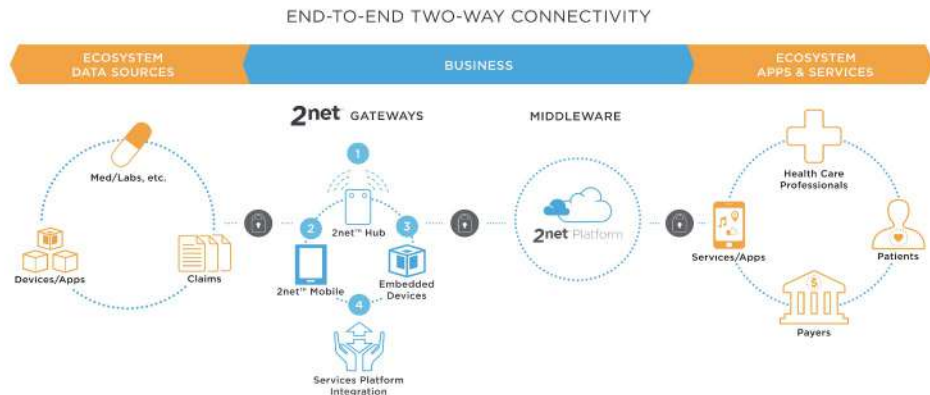 END-TO-END TWO-WAY CONNECTIVITY
ECOSYSTEM
DATA SOURCES
BUSINESS
ECOSYSTEM
APPS & SERVICES
2net GATEWAYS
MIDDLEWARE
Med/Labs, etc.
Devices/Apps
Claims
1
2net™ Hub
2
2net™ Mobile
3
Embedded
Devices
4
Services Platform
Integration
2net Platform
Health Care
Professionals
Services/Apps
Patients
$
Payers